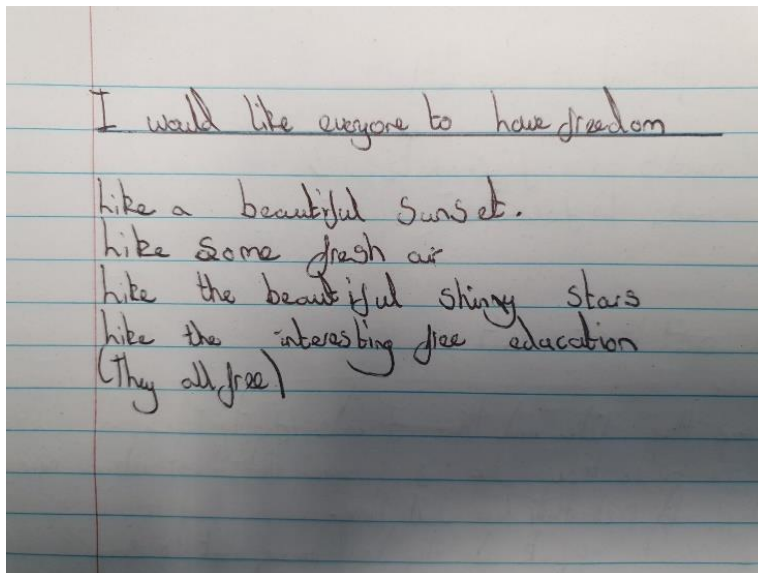 I would like everyone to have freedom
Like a beautiful sunset.
Like some fresh air
Like the beautiful shinny stars
Like the interesting free education
(They all free)